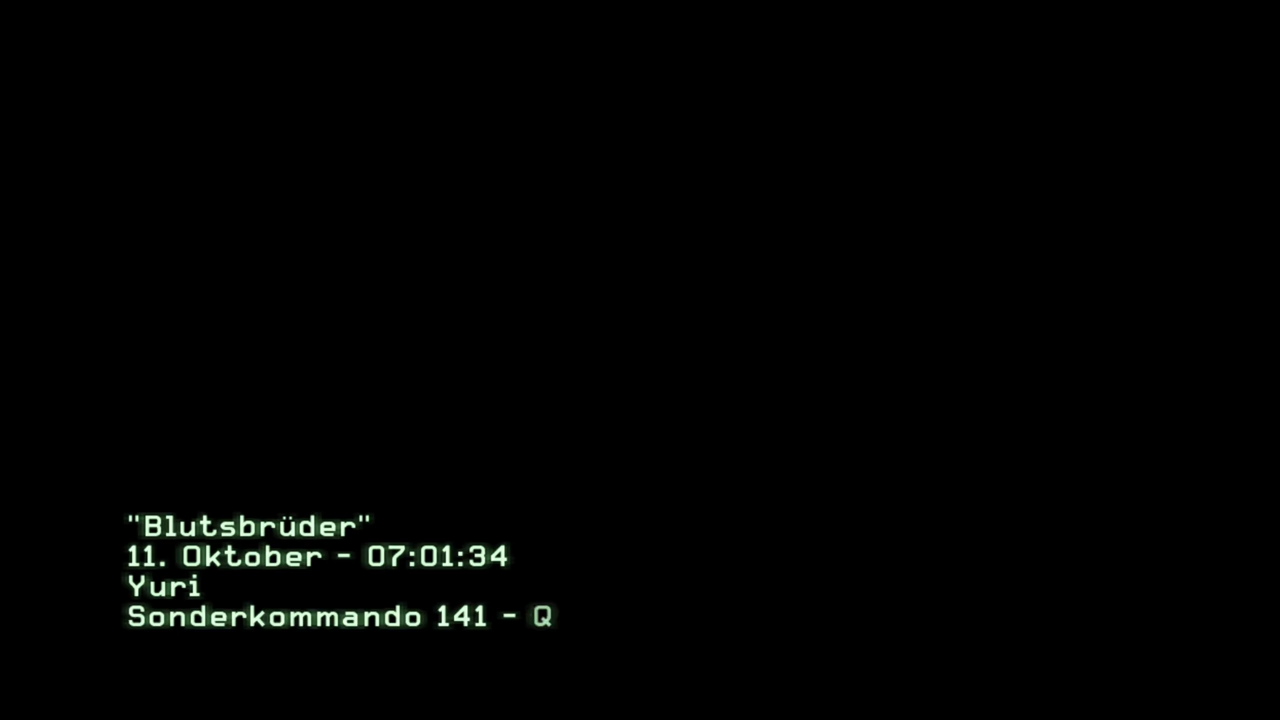 "Blutsbrüder"
11. Oktober - 07:01:34
Yuri
Sonderkommando 141 - Q